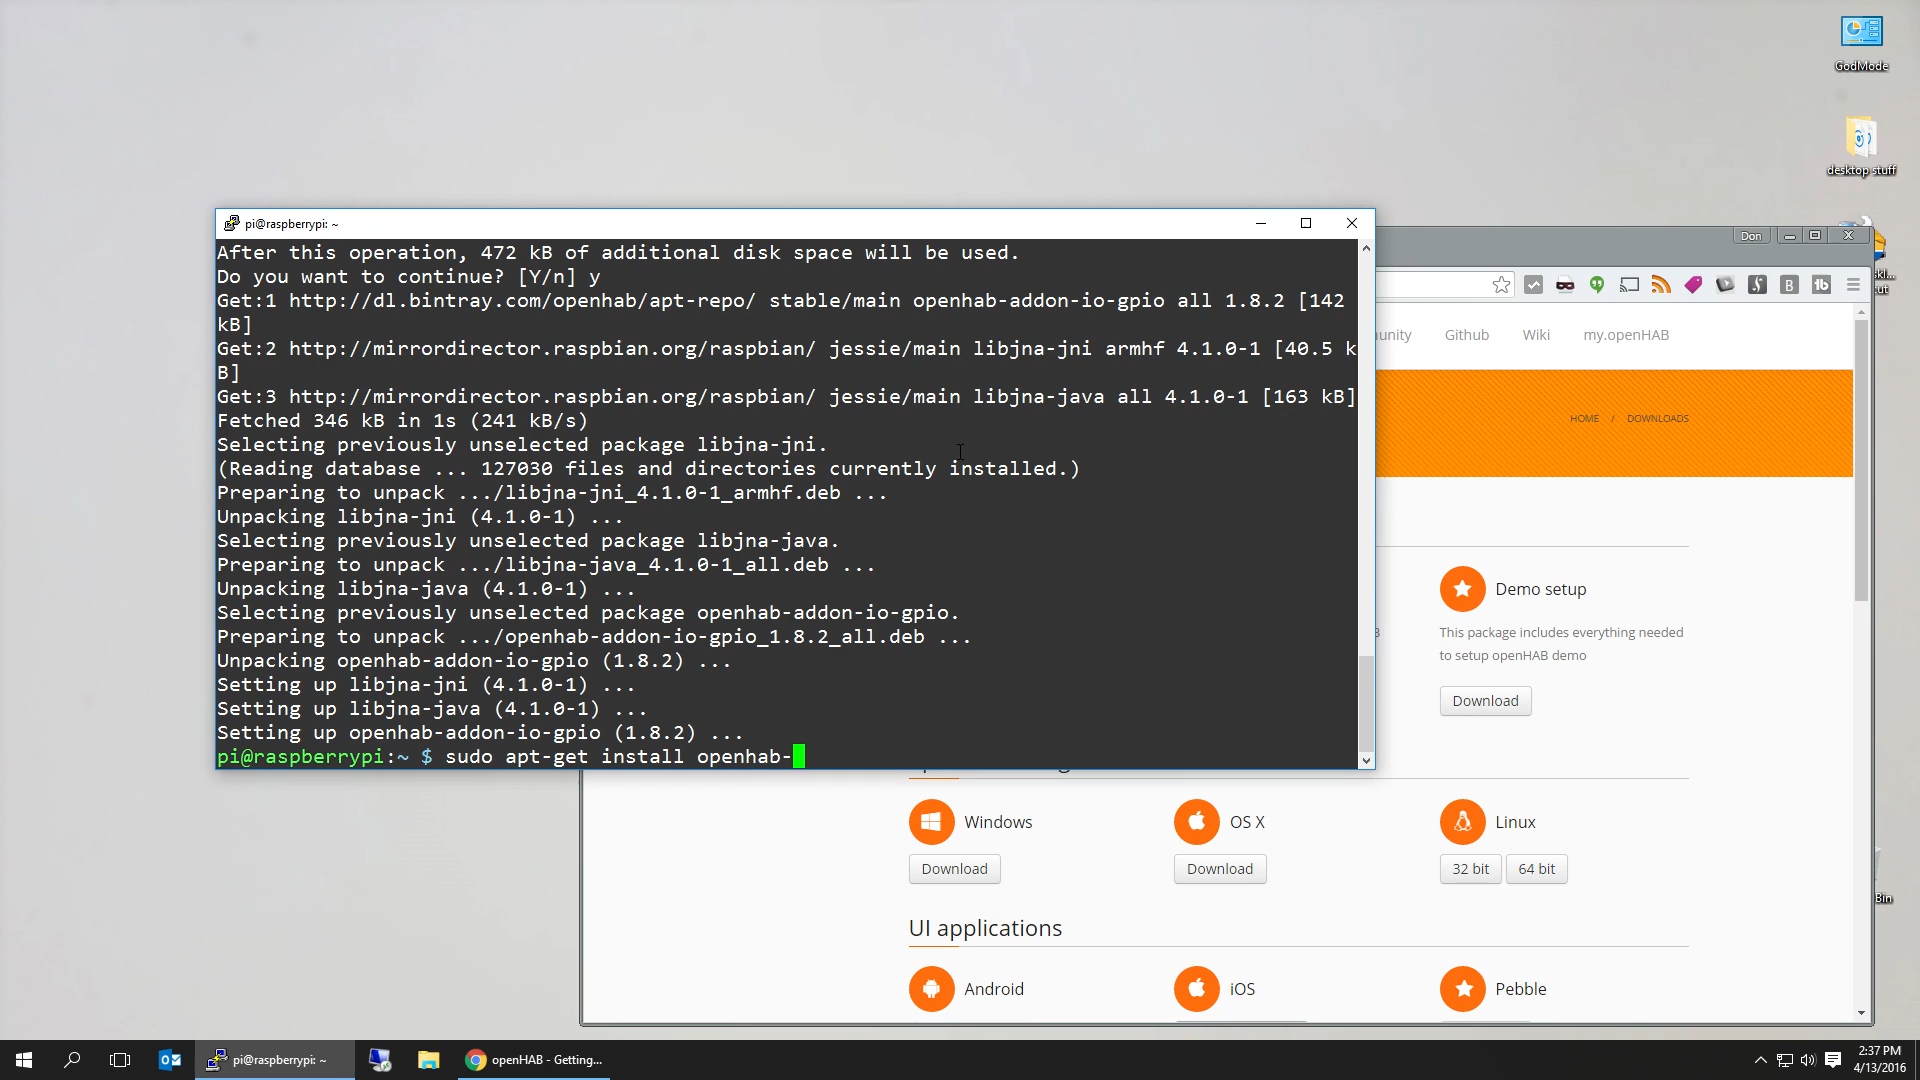 GodMode
desktop stuff
pi@raspberrypi: ~
After this operation, 472 kB of additional disk space will be used.
Do you want to continue? [Y/n] y
Get:1 http://dl.bintray.com/openhab/apt-repo/ stable/main openhab-addon-io-gpio all 1.8.2 [142
kB]
Get:2 http://mirrordirector.raspbian.org/raspbian/ jessie/main libjna-jni armhf 4.1.0-1 [40.5 k
B]
Get:3 http://mirrordirector.raspbian.org/raspbian/ jessie/main libjna-java all 4.1.0-1 [163 kB]
Fetched 346 kB in 1s (241 kB/s)
Selecting previously unselected package libjna-jni.
(Reading database ... 127030 files and directories currently installed.)
Preparing to unpack .../libjna-jni_4.1.0-1_armhf.deb ...
Unpacking libjna-jni (4.1.0-1) ...
Selecting previously unselected package libjna-java.
Preparing to unpack .../libjna-java_4.1.0-1_all.deb ...
Unpacking libjna-java (4.1.0-1) ...
Selecting previously unselected package openhab-addon-io-gpio.
Preparing to unpack .../openhab-addon-io-gpio_1.8.2_all.deb ...
Unpacking openhab-addon-io-gpio (1.8.2) ...
Setting up libjna-jni (4.1.0-1) ...
Setting up libjna-java (4.1.0-1) ...
Setting up openhab-addon-io-gpio (1.8.2) ...
pi@raspberrypi:~ $ sudo apt-get install openhab-
Don
unity Github Wiki my.openHAB
HOME / DOWNLOADS
Demo setup
This package includes everything needed
to setup openHAB demo
Download
Windows OS X Linux
Download Download 32 bit 64 bit
UI applications
Android iOS Pebble
Bin
pi@raspberrypi: ~
openHAB - Getting...
2:37 PM
4/13/2016